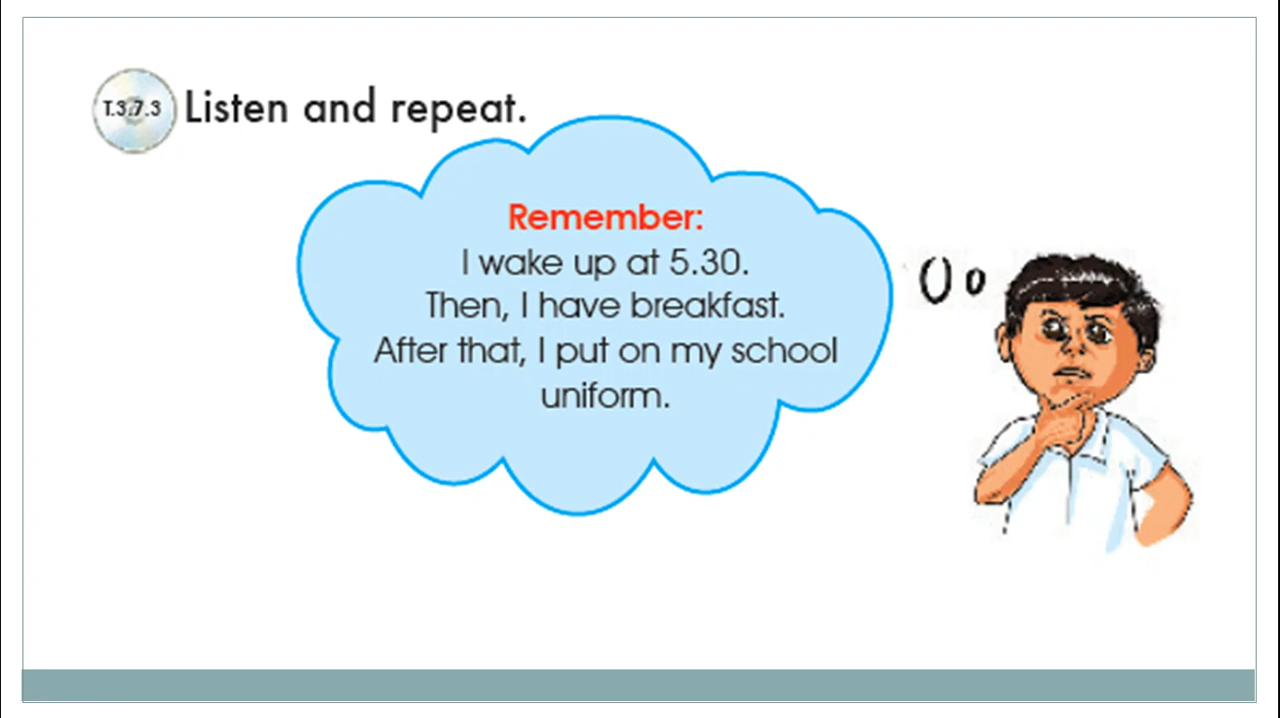 T.3.7.3 Listen and repeat.
Remember:
I wake up at 5.30.
Then, I have breakfast.
After that, I put on my school
uniform.